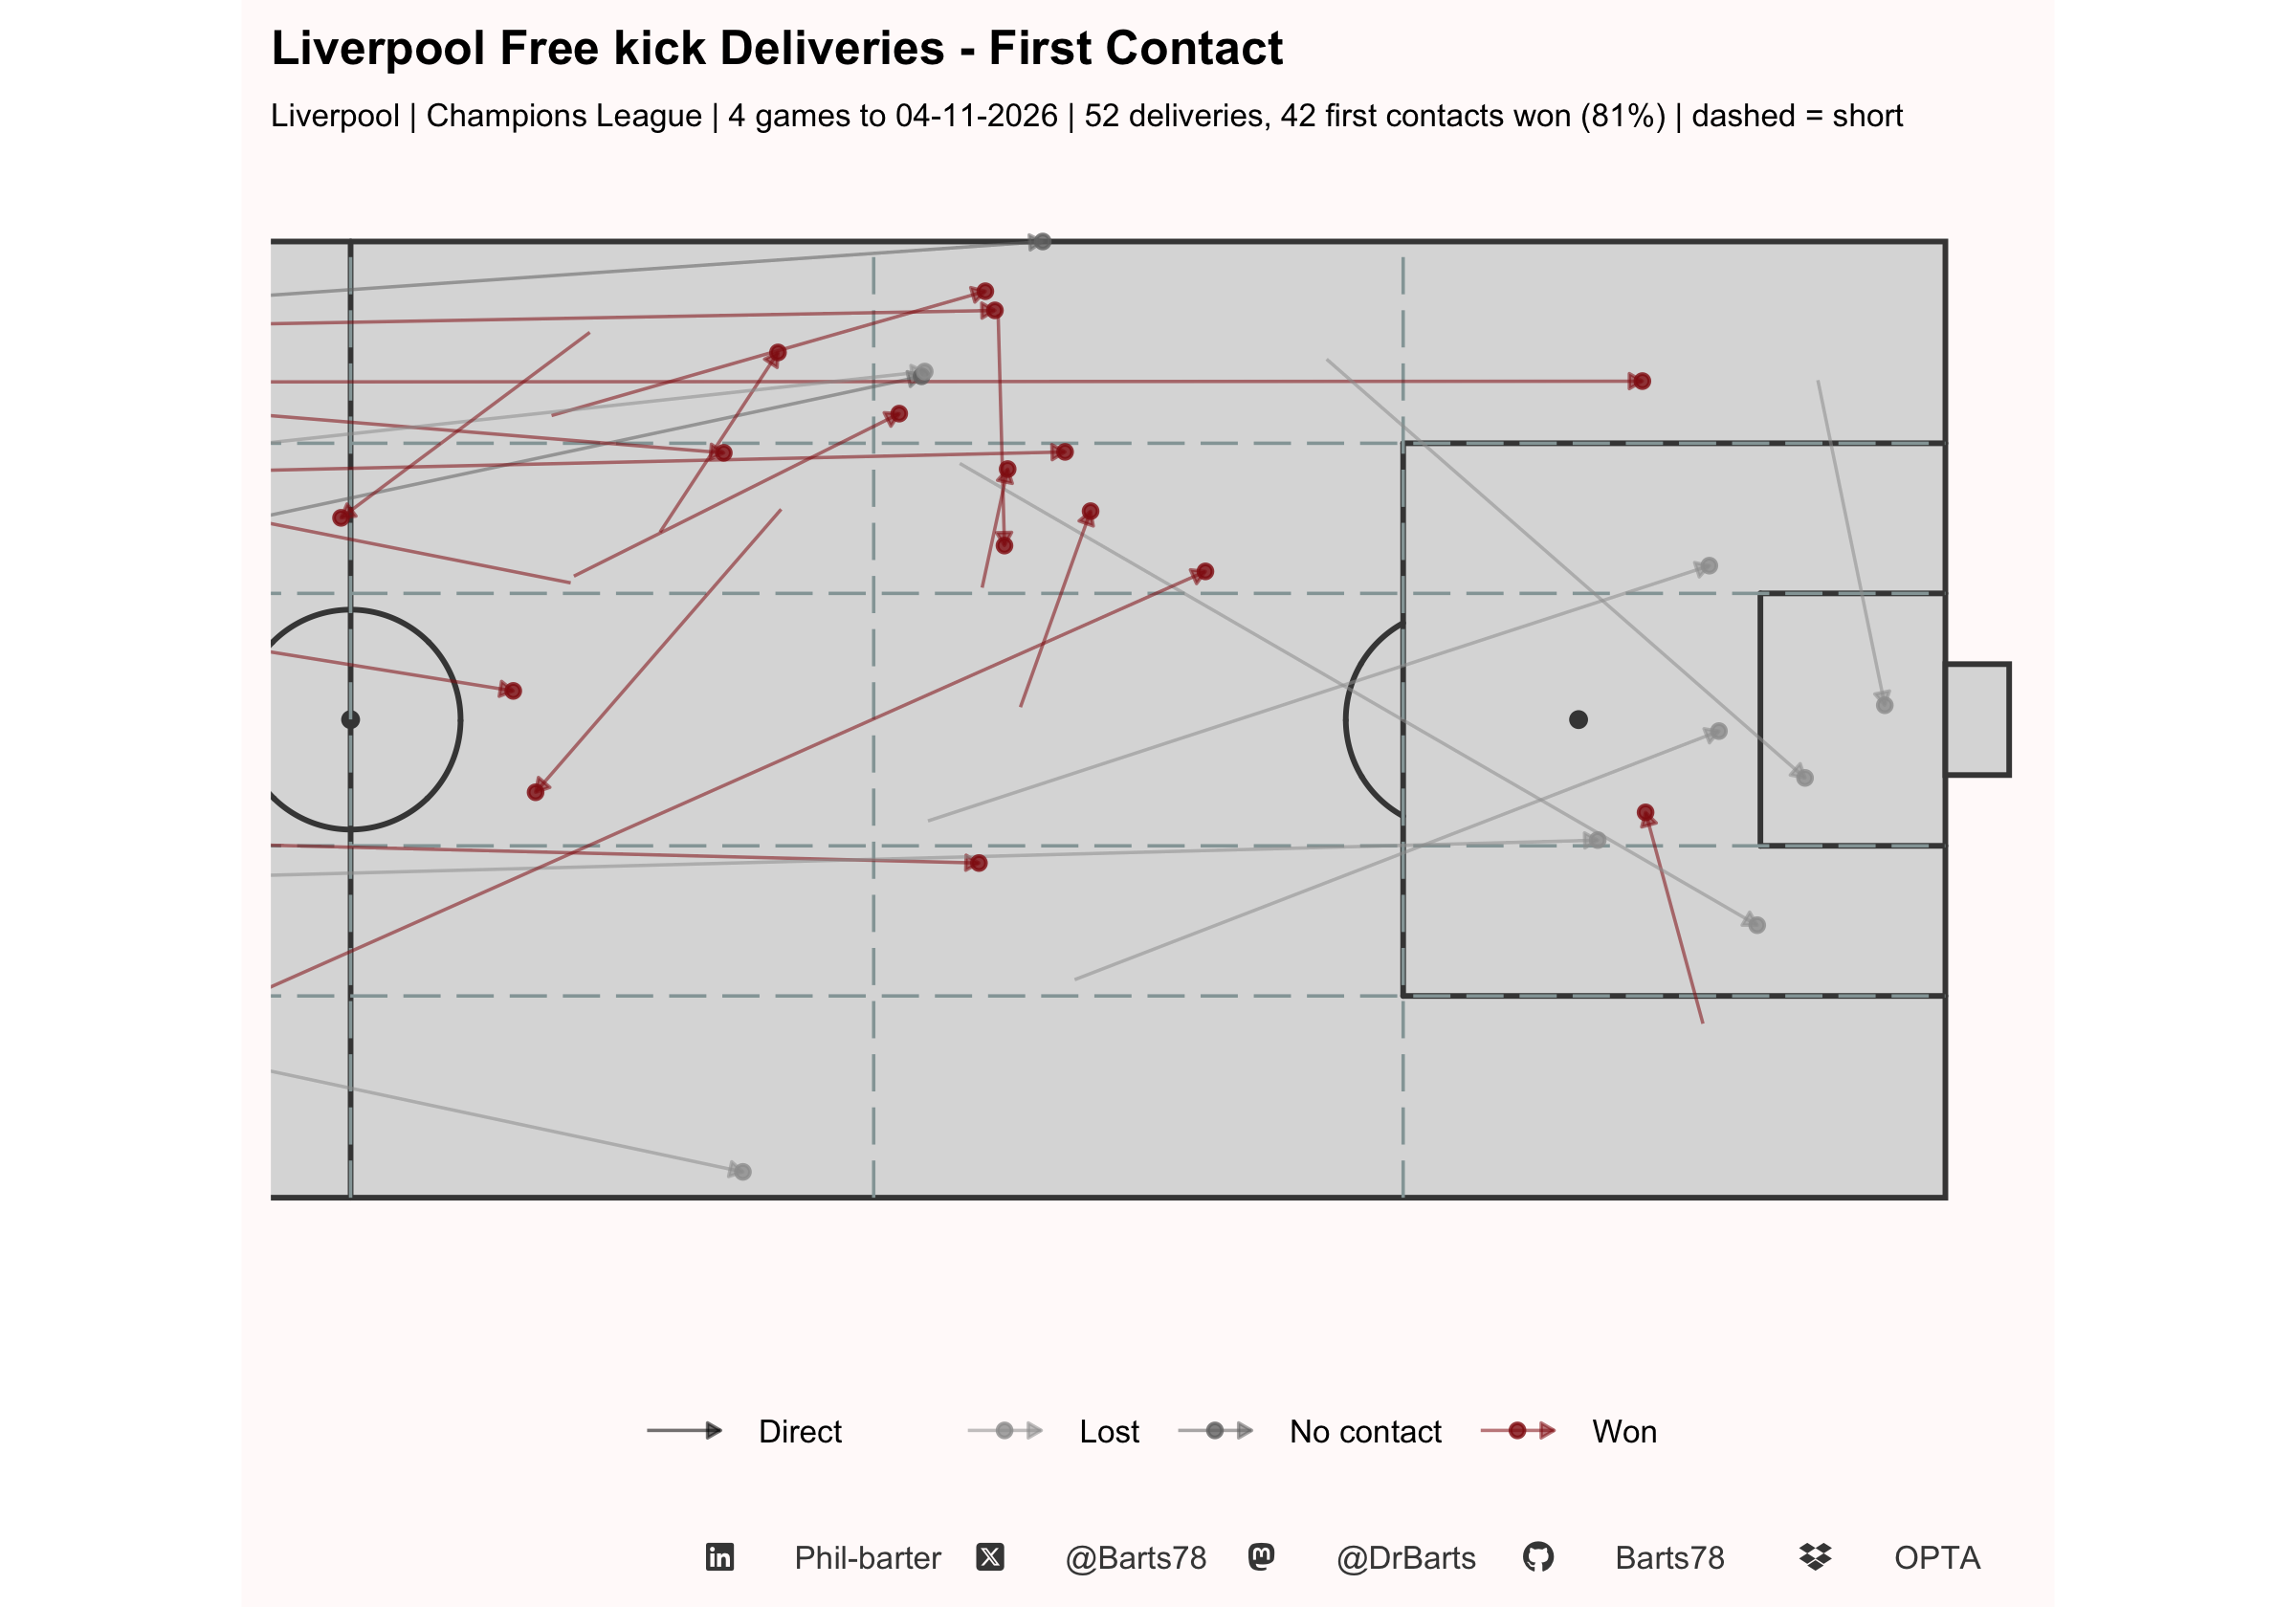 Liverpool Free kick Deliveries - First Contact
Liverpool | Champions League | 4 games to 04-11-2026 | 52 deliveries, 42 first contacts won (81%) | dashed = short
Direct Lost No contact Won
Phil-barter @Barts78 @DrBarts Barts78 OPTA